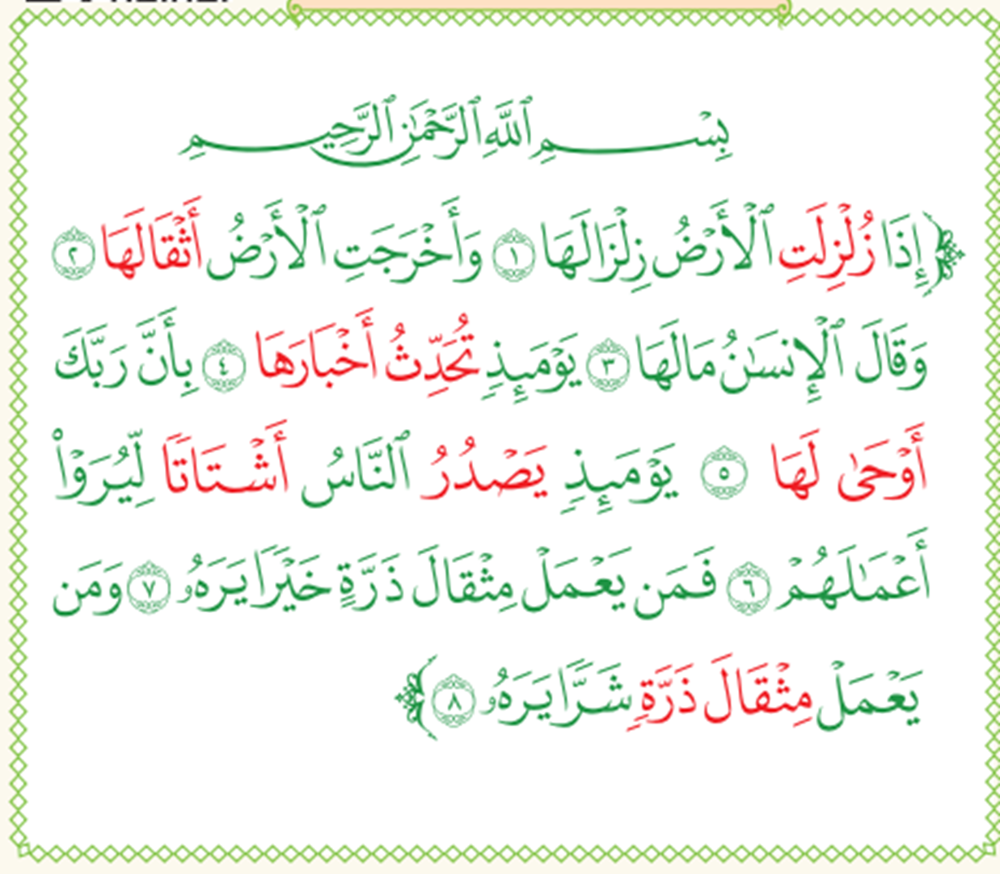 بِسْمِ ٱللَّهِ ٱلرَّحْمَٰنِ ٱلرَّحِيمِ
﴿إِذَا زُلْزِلَتِ ٱلْأَرْضُ زِلْزَالَهَا ١ وَأَخْرَجَتِ ٱلْأَرْضُ أَثْقَالَهَا ٢
وَقَالَ ٱلْإِنسَٰنُ مَا لَهَا ٣ يَوْمَئِذٍ تُحَدِّثُ أَخْبَارَهَا ٤ بِأَنَّ رَبَّكَ
أَوْحَىٰ لَهَا ٥ يَوْمَئِذٍ يَصْدُرُ ٱلنَّاسُ أَشْتَاتًا لِّيُرَوْا۟
أَعْمَٰلَهُمْ ٦ فَمَن يَعْمَلْ مِثْقَالَ ذَرَّةٍ خَيْرًا يَرَهُۥ ٧ وَمَن
يَعْمَلْ مِثْقَالَ ذَرَّةٍ شَرًّا يَرَهُۥ ٨﴾